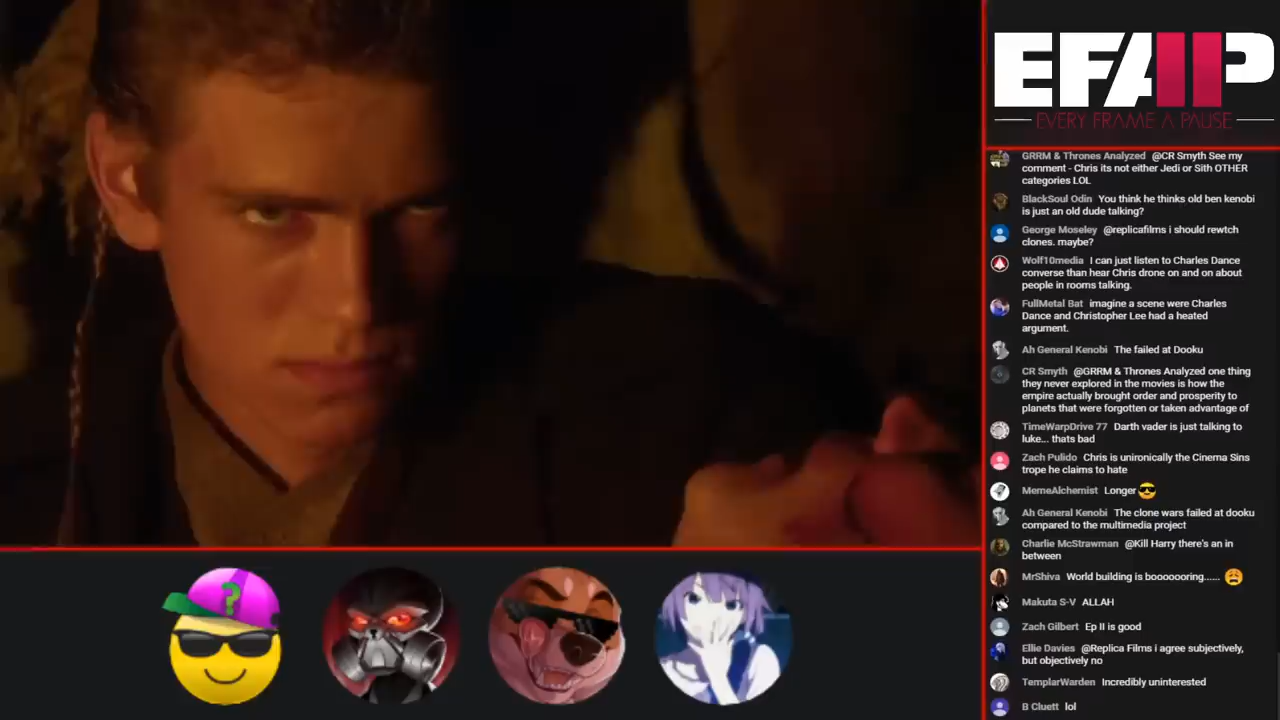 EFAP
EVERY FRAME A PAUSE
GRRM & Thrones Analyzed @CR Smyth See my
comment - Chris its not either Jedi or Sith OTHER
categories LOL
BlackSoul Odin You think he thinks old ben kenobi
is just an old dude talking?
George Moseley @replicafilms i should rewtch
clones. maybe?
Wolf10media I can just listen to Charles Dance
converse than hear Chris drone on and on about
people in rooms talking.
FullMetal Bat imagine a scene were Charles
Dance and Christopher Lee had a heated
argument.
Ah General Kenobi The failed at Dooku
CR Smyth @GRRM & Thrones Analyzed one thing
they never explored in the movies is how the
empire actually brought order and prosperity to
planets that were forgotten or taken advantage of
TimeWarpDrive 77 Darth vader is just talking to
luke... thats bad
Zach Pulido Chris is unironically the Cinema Sins
trope he claims to hate
MemeAlchemist Longer 😎
Ah General Kenobi The clone wars failed at dooku
compared to the multimedia project
Charlie McStrawman @Kill Harry there's an in
between
MrShiva World building is booooooring...... 😩
Makuta S-V ALLAH
Zach Gilbert Ep II is good
Ellie Davies @Replica Films i agree subjectively,
but objectively no
TemplarWarden Incredibly uninterested
B Cluett lol
?